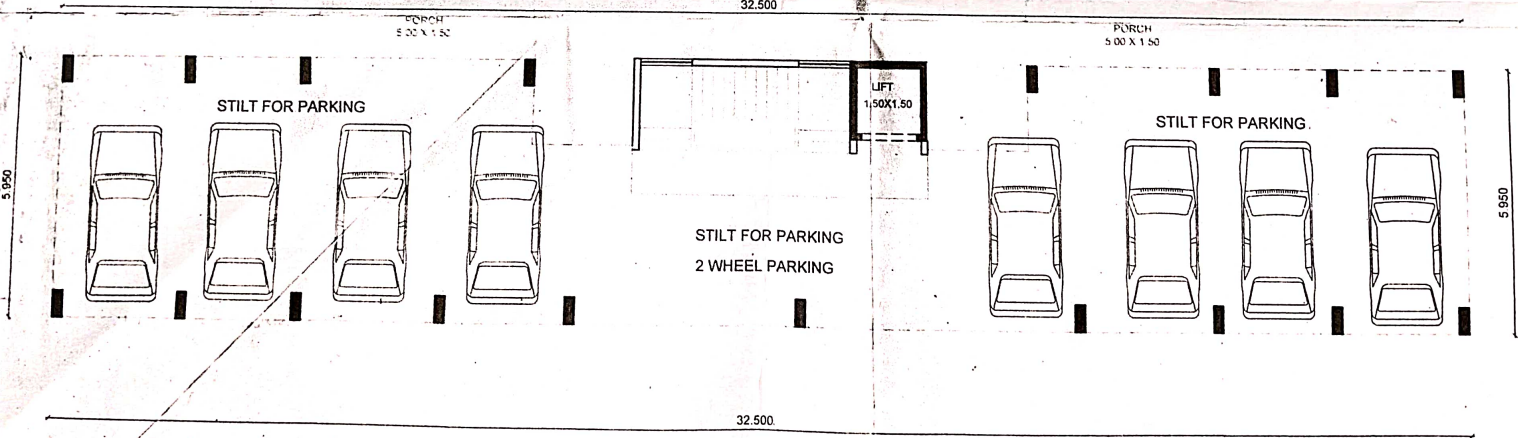 32.500
PORCH
5.00 X 1.50
PORCH
5.00 X 1.50
STILT FOR PARKING
LIFT
1.50X1.50
STILT FOR PARKING
5.950
5.950
STILT FOR PARKING
2 WHEEL PARKING
32.500